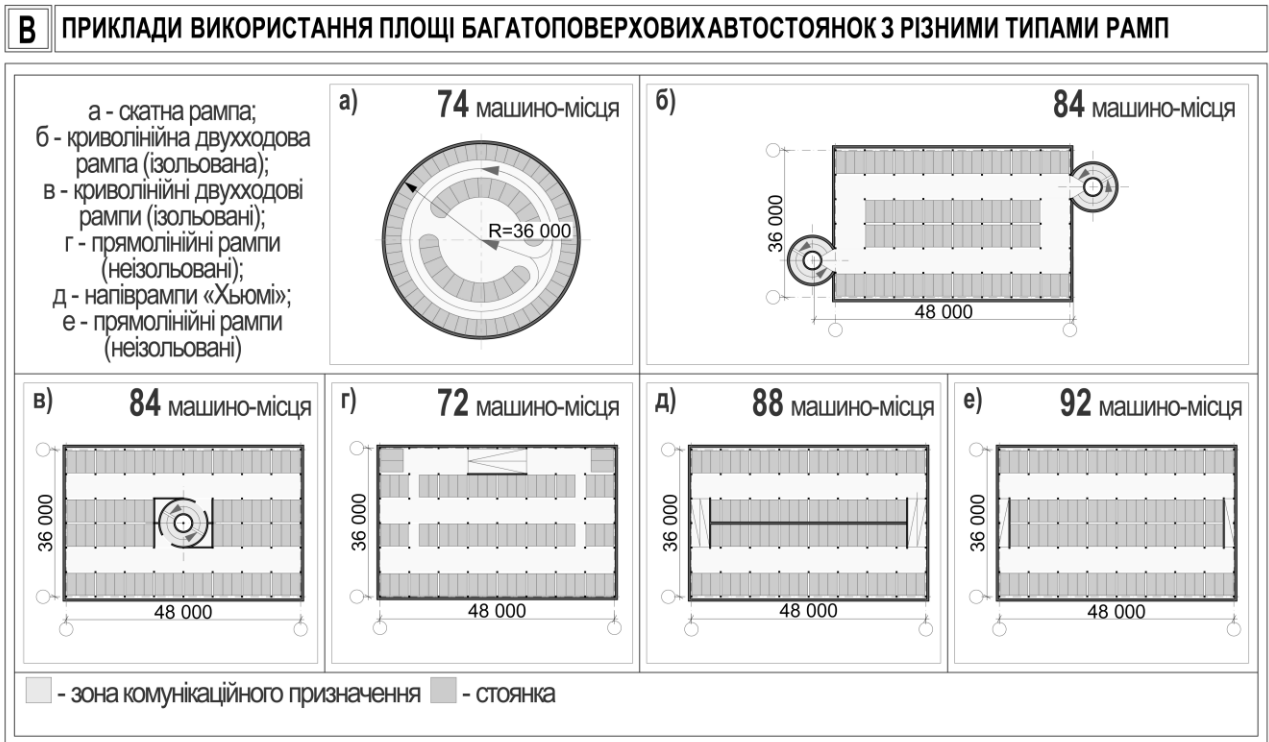 В ПРИКЛАДИ ВИКОРИСТАННЯ ПЛОЩІ БАГАТОПОВЕРХОВИХ АВТОСТОЯНОК З РІЗНИМИ ТИПАМИ РАМП
а - скатна рампа;
б - криволінійна двухходова
рампа (ізольована);
в - криволінійні двухходові
рампи (ізольовані);
г - прямолінійні рампи
(неізольовані);
д - напіврампи «Хьюмі»;
е - прямолінійні рампи
(неізольовані)
а) 74 машино-місця
R=36 000
б) 84 машино-місця
36 000
48 000
в) 84 машино-місця
36 000
48 000
г) 72 машино-місця
36 000
48 000
д) 88 машино-місця
36 000
48 000
е) 92 машино-місця
36 000
48 000
- зона комунікаційного призначення - стоянка